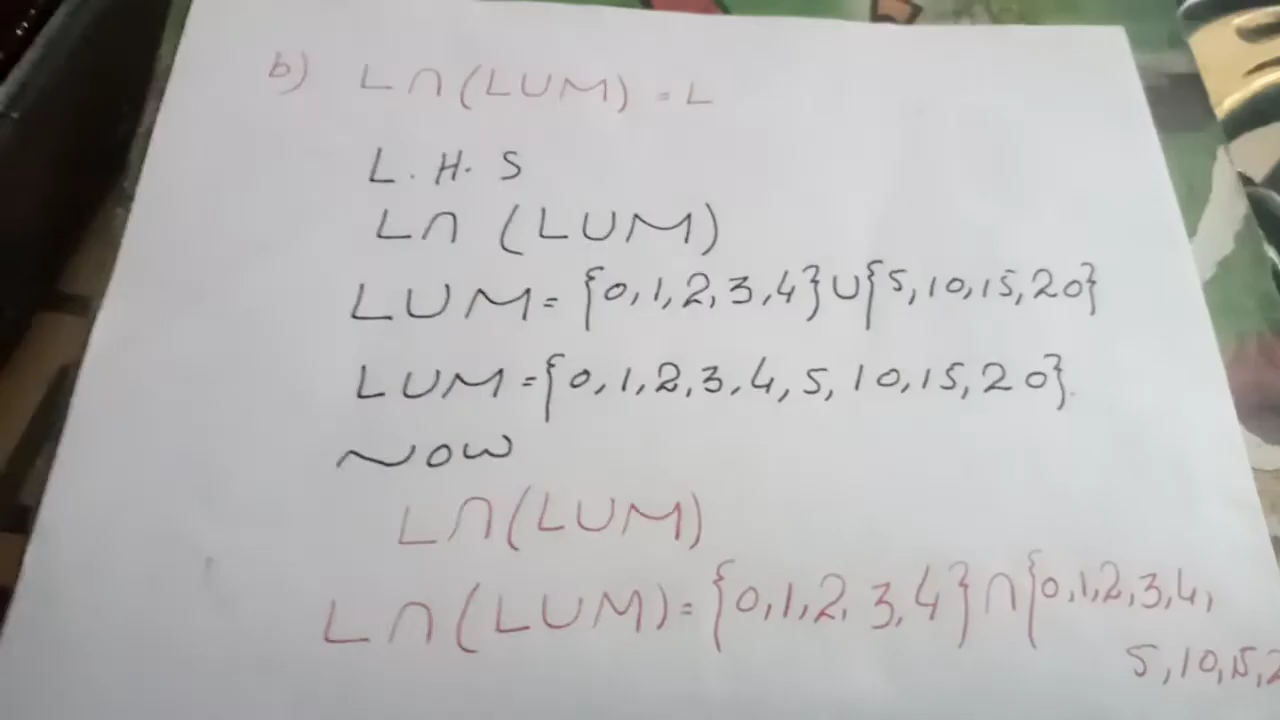 b) L∩(LUM) = L
L.H.S
L∩ (LUM)
LUM={0,1,2,3,4}U{5,10,15,20}
LUM={0,1,2,3,4,5,10,15,20}.
NOW
L∩(LUM)
L∩(LUM)={0,1,2,3,4}∩{0,1,2,3,4,
5,10,15,2